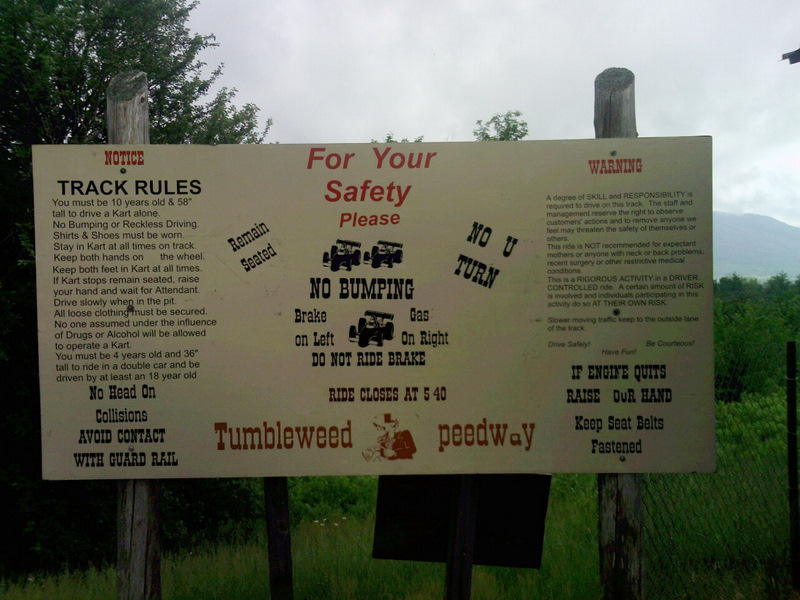 NOTICE
TRACK RULES
You must be 10 years old & 58"
tall to drive a Kart alone.
No Bumping or Reckless Driving.
Shirts & Shoes must be worn
Stay in Kart at all times on track.
Keep both hands on the wheel.
Keep both feet in Kart at all times.
If Kart stops remain seated, raise
your hand and wait for Attendant.
Drive slowly when in the pit.
All loose clothing must be secured.
No one assumed under the influence
of Drugs or Alcohol will be allowed
to operate a Kart.
You must be 4 years old and 36"
tall to ride in a double car and be
driven by at least an 18 year old
No Head On
Collisions
AVOID CONTACT
WITH GUARD RAIL
For Your
Safety
Please
Remain
Seated
NO U
TURN
NO BUMPING
Brake
on Left
Gas
On Right
DO NOT RIDE BRAKE
RIDE CLOSES AT 5 40
Tumbleweed peedway
WARNING
A degree of SKILL and RESPONSIBILITY is
required to drive on this track. The staff and
management reserve the right to observe
customers' actions and to remove anyone we
feel may threaten the safety of themselves or
others.
This ride is NOT recommended for expectant
mothers or anyone with neck or back problems,
recent surgery or other restrictive medical
conditions.
This is a RIGOROUS ACTIVITY in a DRIVER
CONTROLLED ride. A certain amount of RISK
is involved and individuals participating in this
activity do so AT THEIR OWN RISK.
Slower moving traffic keep to the outside lane
of the track.
Drive Safely! Be Courteous!
Have Fun!
IF ENGINE QUITS
RAISE OuR HAND
Keep Seat Belts
Fastened